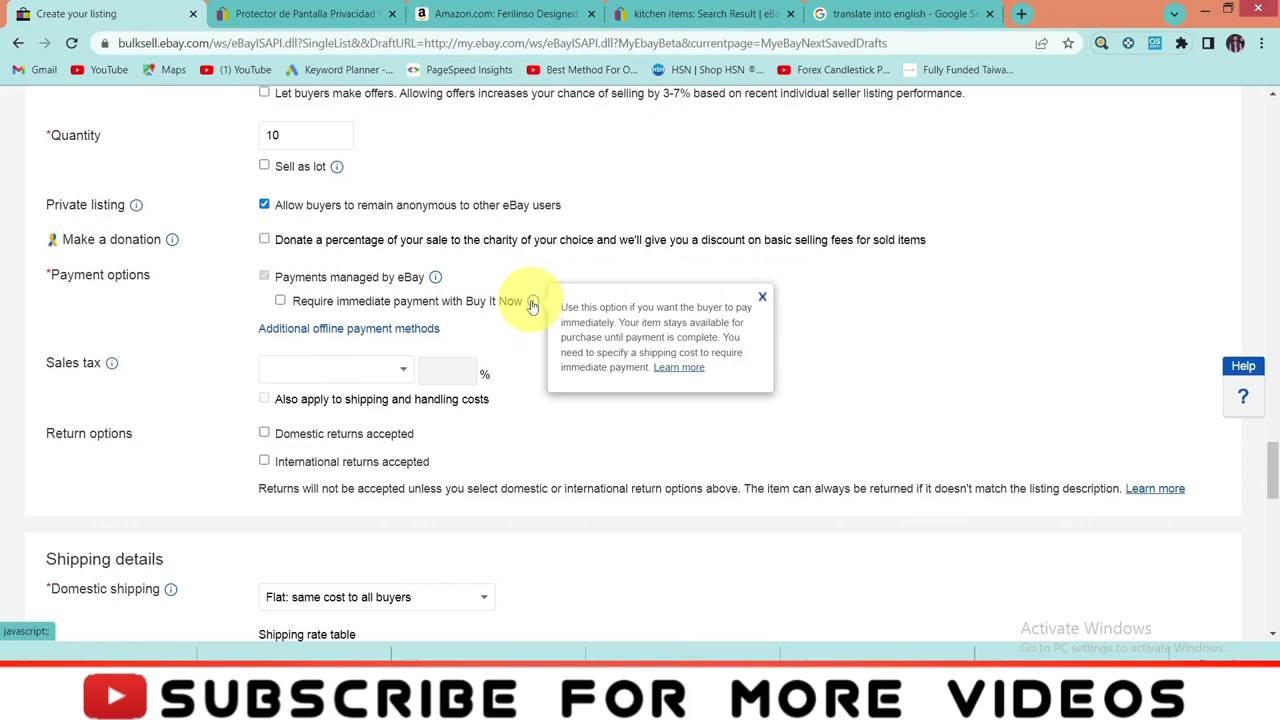 Create your listing
Protector de Pantalla Privacidad
Amazon.com: Ferilinso Designed
kitchen items: Search Result | eB
translate into english - Google S
bulksell.ebay.com/ws/eBayISAPI.dll?SingleList&&DraftURL=http://my.ebay.com/ws/eBayISAPI.dll?MyEbayBeta&currentpage=MyeBayNextSavedDrafts
Gmail
YouTube
Maps
(1) YouTube
Keyword Planner -...
PageSpeed Insights
Best Method For O...
HSN | Shop HSN ®...
Forex Candlestick P...
Fully Funded Taiwa...
Let buyers make offers. Allowing offers increases your chance of selling by 3-7% based on recent individual seller listing performance.
*Quantity
10
Sell as lot
Private listing
Allow buyers to remain anonymous to other eBay users
Make a donation
Donate a percentage of your sale to the charity of your choice and we'll give you a discount on basic selling fees for sold items
*Payment options
Payments managed by eBay
Require immediate payment with Buy It Now
Additional offline payment methods
X
Use this option if you want the buyer to pay
immediately. Your item stays available for
purchase until payment is complete. You
need to specify a shipping cost to require
immediate payment. Learn more
Sales tax
%
Also apply to shipping and handling costs
Help
?
Return options
Domestic returns accepted
International returns accepted
Returns will not be accepted unless you select domestic or international return options above. The item can always be returned if it doesn't match the listing description. Learn more
Shipping details
*Domestic shipping
Flat: same cost to all buyers
Shipping rate table
javascript:;
Activate Windows
Go to PC settings to activate Windows.
SUBSCRIBE FOR MORE VIDEOS